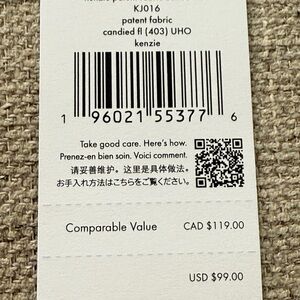 KJ016
patent fabric
candied fl (403) UHO
kenzie
1 96021 55377 6
Take good care. Here's how.
Prenez-en bien soin. Voici comment.
请妥善维护。这里是具体做法。
お手入れ方法はこちらをご覧ください。
Comparable Value CAD $119.00
USD $99.00